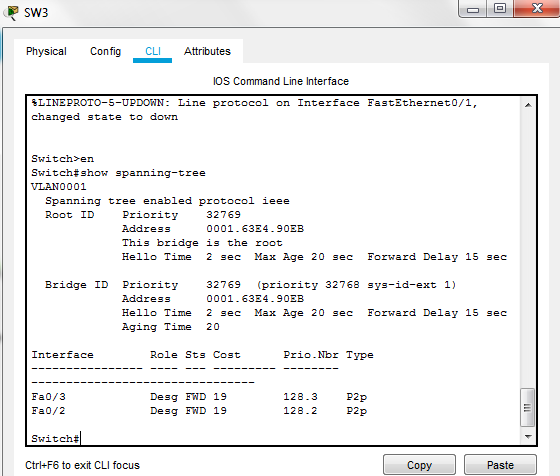 SW3
Physical Config CLI Attributes
IOS Command Line Interface
%LINEPROTO-5-UPDOWN: Line protocol on Interface FastEthernet0/1,
changed state to down
Switch>en
Switch#show spanning-tree
VLAN0001
  Spanning tree enabled protocol ieee
  Root ID    Priority    32769
             Address     0001.63E4.90EB
             This bridge is the root
             Hello Time  2 sec  Max Age 20 sec  Forward Delay 15 sec
  Bridge ID  Priority    32769  (priority 32768 sys-id-ext 1)
             Address     0001.63E4.90EB
             Hello Time  2 sec  Max Age 20 sec  Forward Delay 15 sec
             Aging Time  20
Interface        Role Sts Cost      Prio.Nbr Type
---------------- ---- --- --------- -------- 
--------------------------------
Fa0/3            Desg FWD 19        128.3    P2p
Fa0/2            Desg FWD 19        128.2    P2p
Switch#
Ctrl+F6 to exit CLI focus Copy Paste